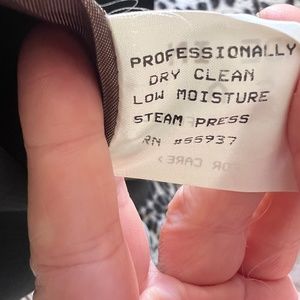 PROFESSIONALLY
DRY CLEAN
LOW MOISTURE
STEAM PRESS
RN #55937